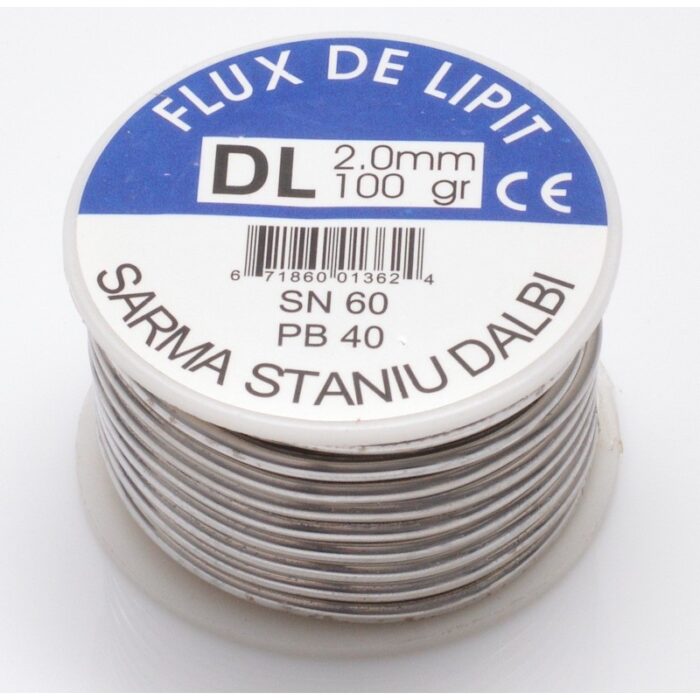 FLUX DE LIPIT
DL 2.0mm
100 gr
CE
6 71860 01362 4
SN 60
PB 40
SARMA STANIU DALBI